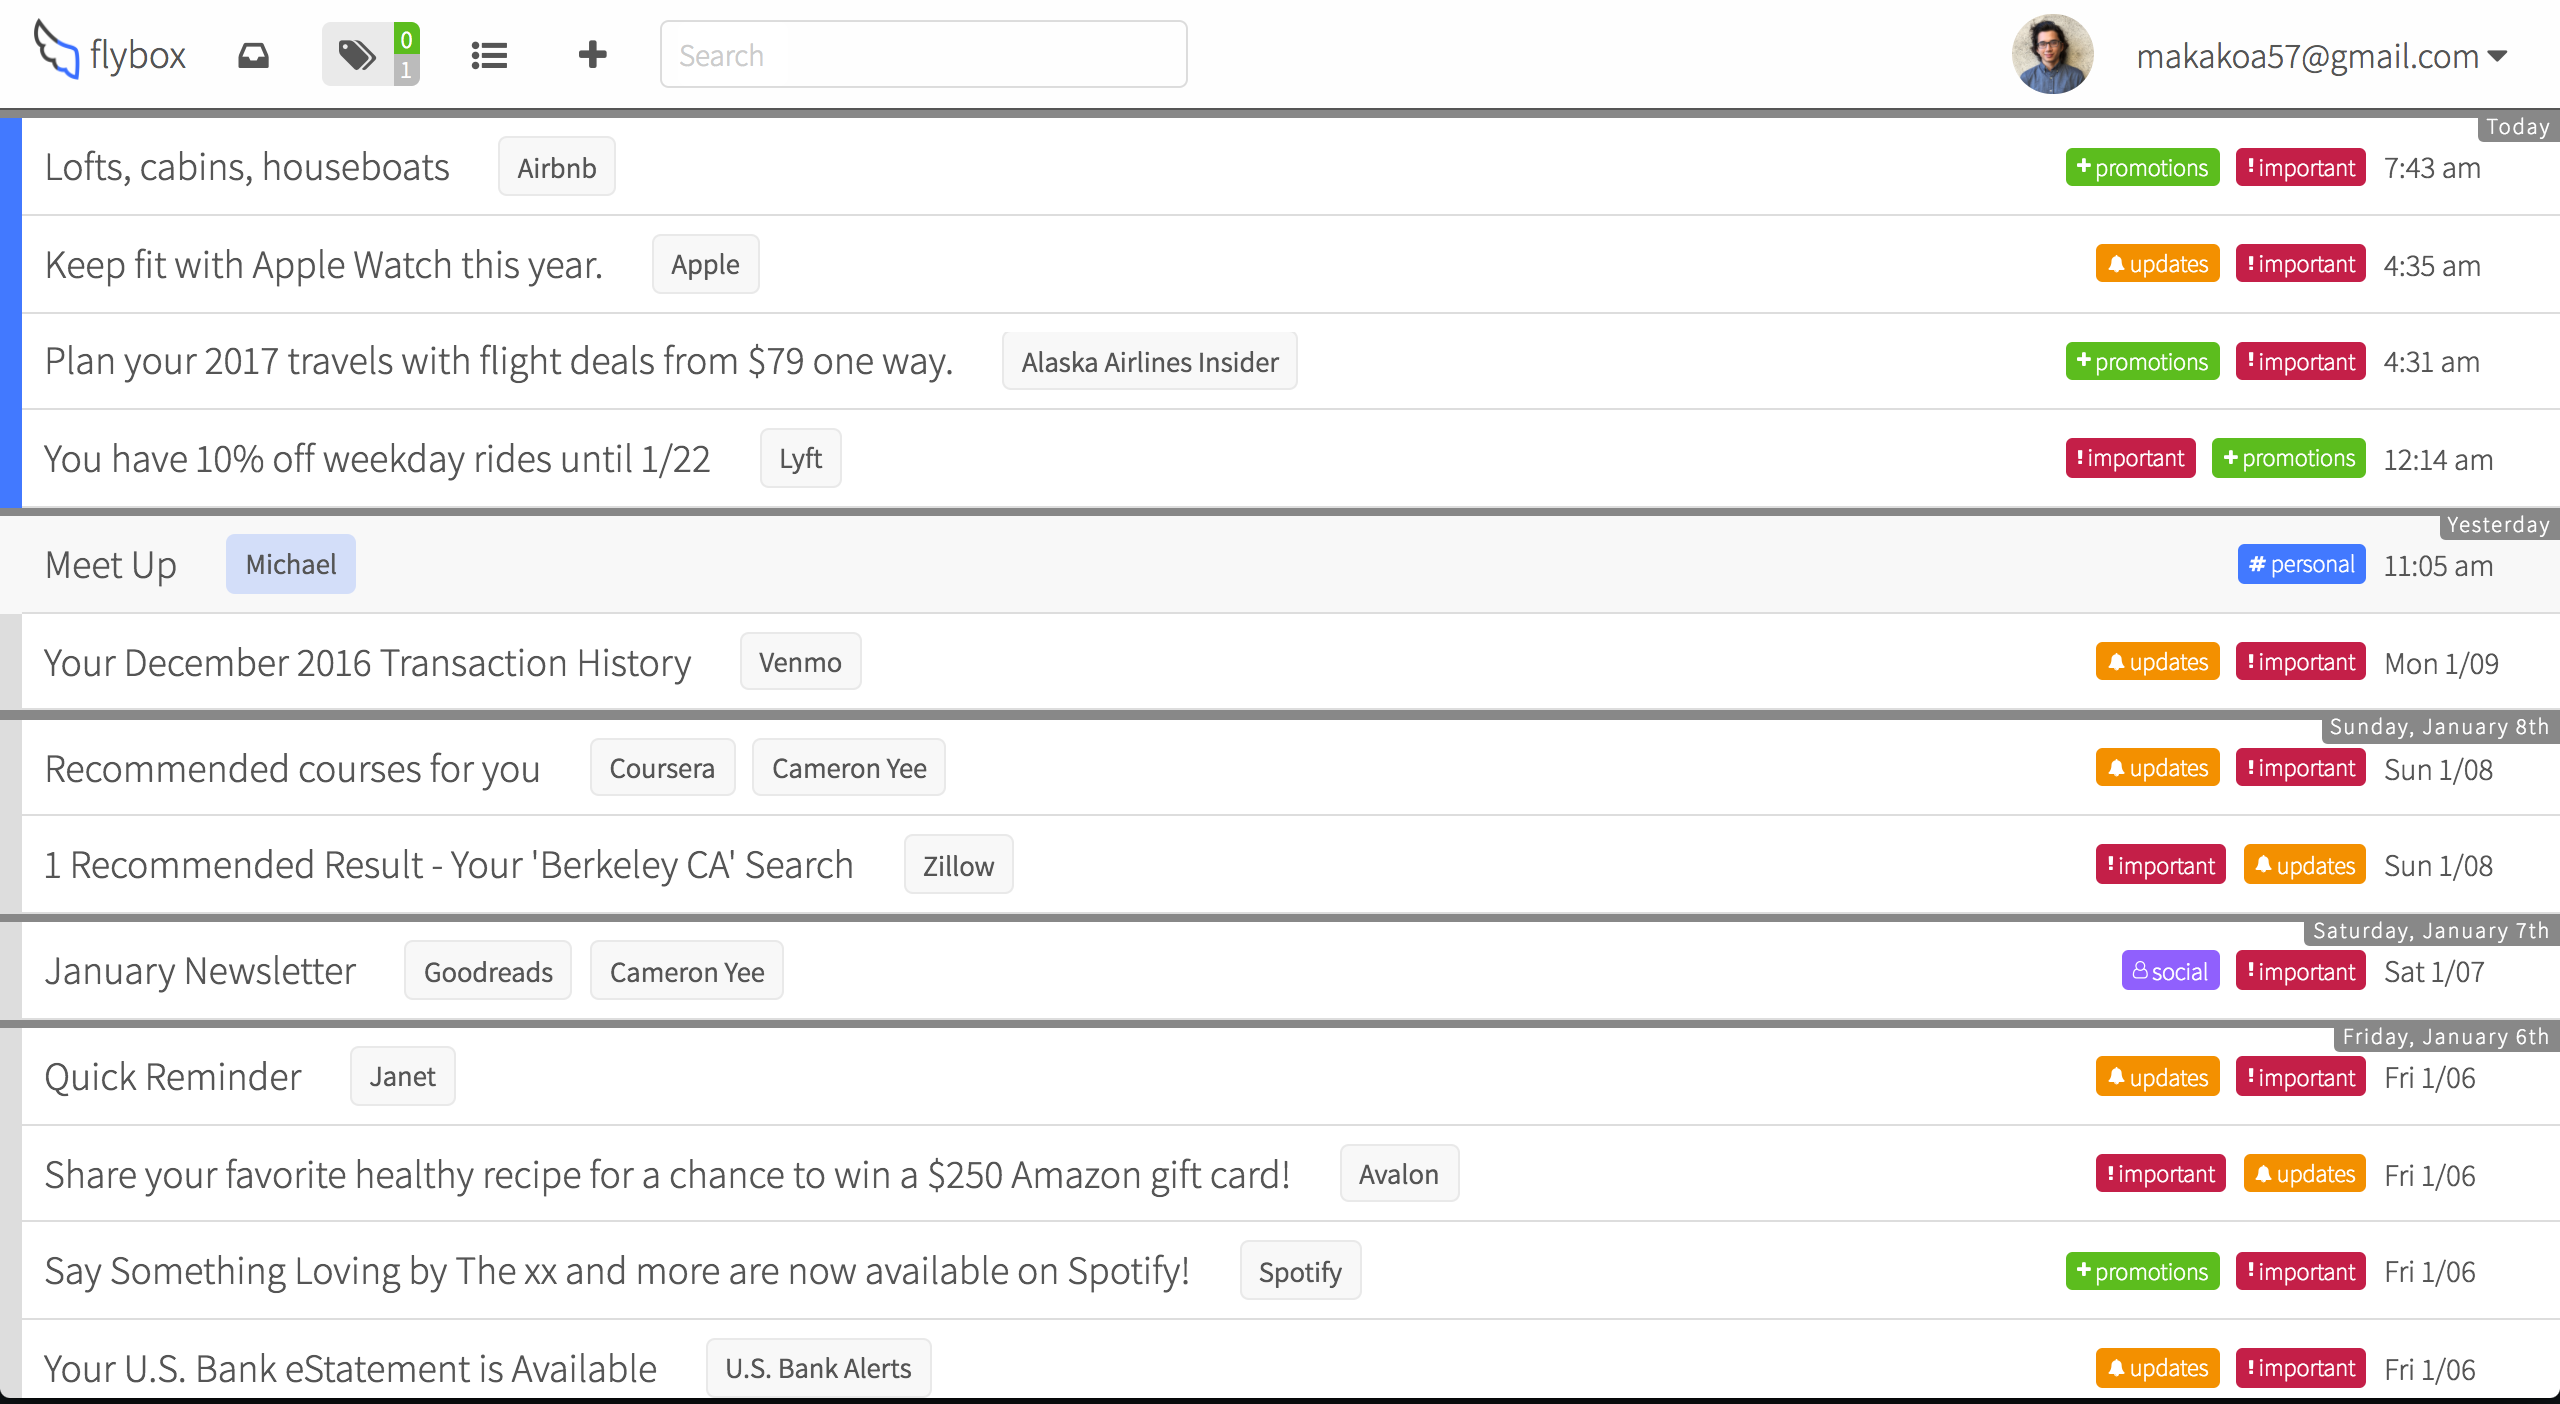 flybox 0 Search makakoa57@gmail.com
1
Today
Lofts, cabins, houseboats Airbnb +promotions !important 7:43 am
Keep fit with Apple Watch this year. Apple updates !important 4:35 am
Plan your 2017 travels with flight deals from $79 one way. Alaska Airlines Insider +promotions !important 4:31 am
You have 10% off weekday rides until 1/22 Lyft !important +promotions 12:14 am
Yesterday
Meet Up Michael # personal 11:05 am
Your December 2016 Transaction History Venmo updates !important Mon 1/09
Sunday, January 8th
Recommended courses for you Coursera Cameron Yee updates !important Sun 1/08
1 Recommended Result - Your 'Berkeley CA' Search Zillow !important updates Sun 1/08
Saturday, January 7th
January Newsletter Goodreads Cameron Yee social !important Sat 1/07
Friday, January 6th
Quick Reminder Janet updates !important Fri 1/06
Share your favorite healthy recipe for a chance to win a $250 Amazon gift card! Avalon !important updates Fri 1/06
Say Something Loving by The xx and more are now available on Spotify! Spotify +promotions !important Fri 1/06
Your U.S. Bank eStatement is Available U.S. Bank Alerts updates !important Fri 1/06